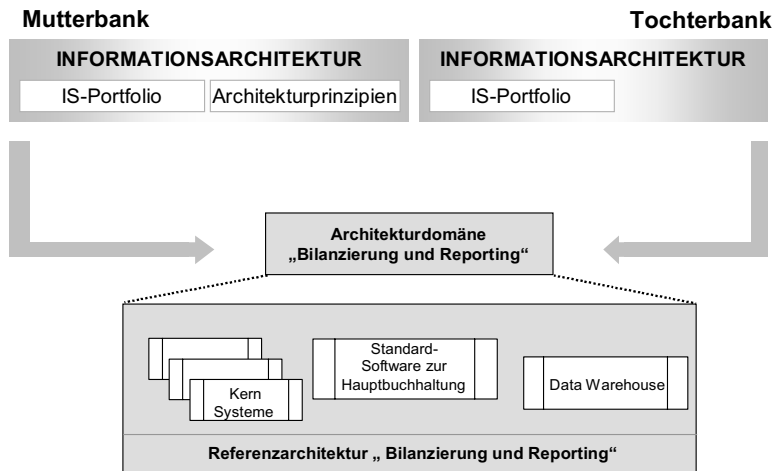 Mutterbank
Tochterbank
INFORMATIONSARCHITEKTUR
INFORMATIONSARCHITEKTUR
IS-Portfolio
Architekturprinzipien
IS-Portfolio
Architekturdomäne
„Bilanzierung und Reporting“
Kern
Systeme
Standard-
Software zur
Hauptbuchhaltung
Data Warehouse
Referenzarchitektur „ Bilanzierung und Reporting“